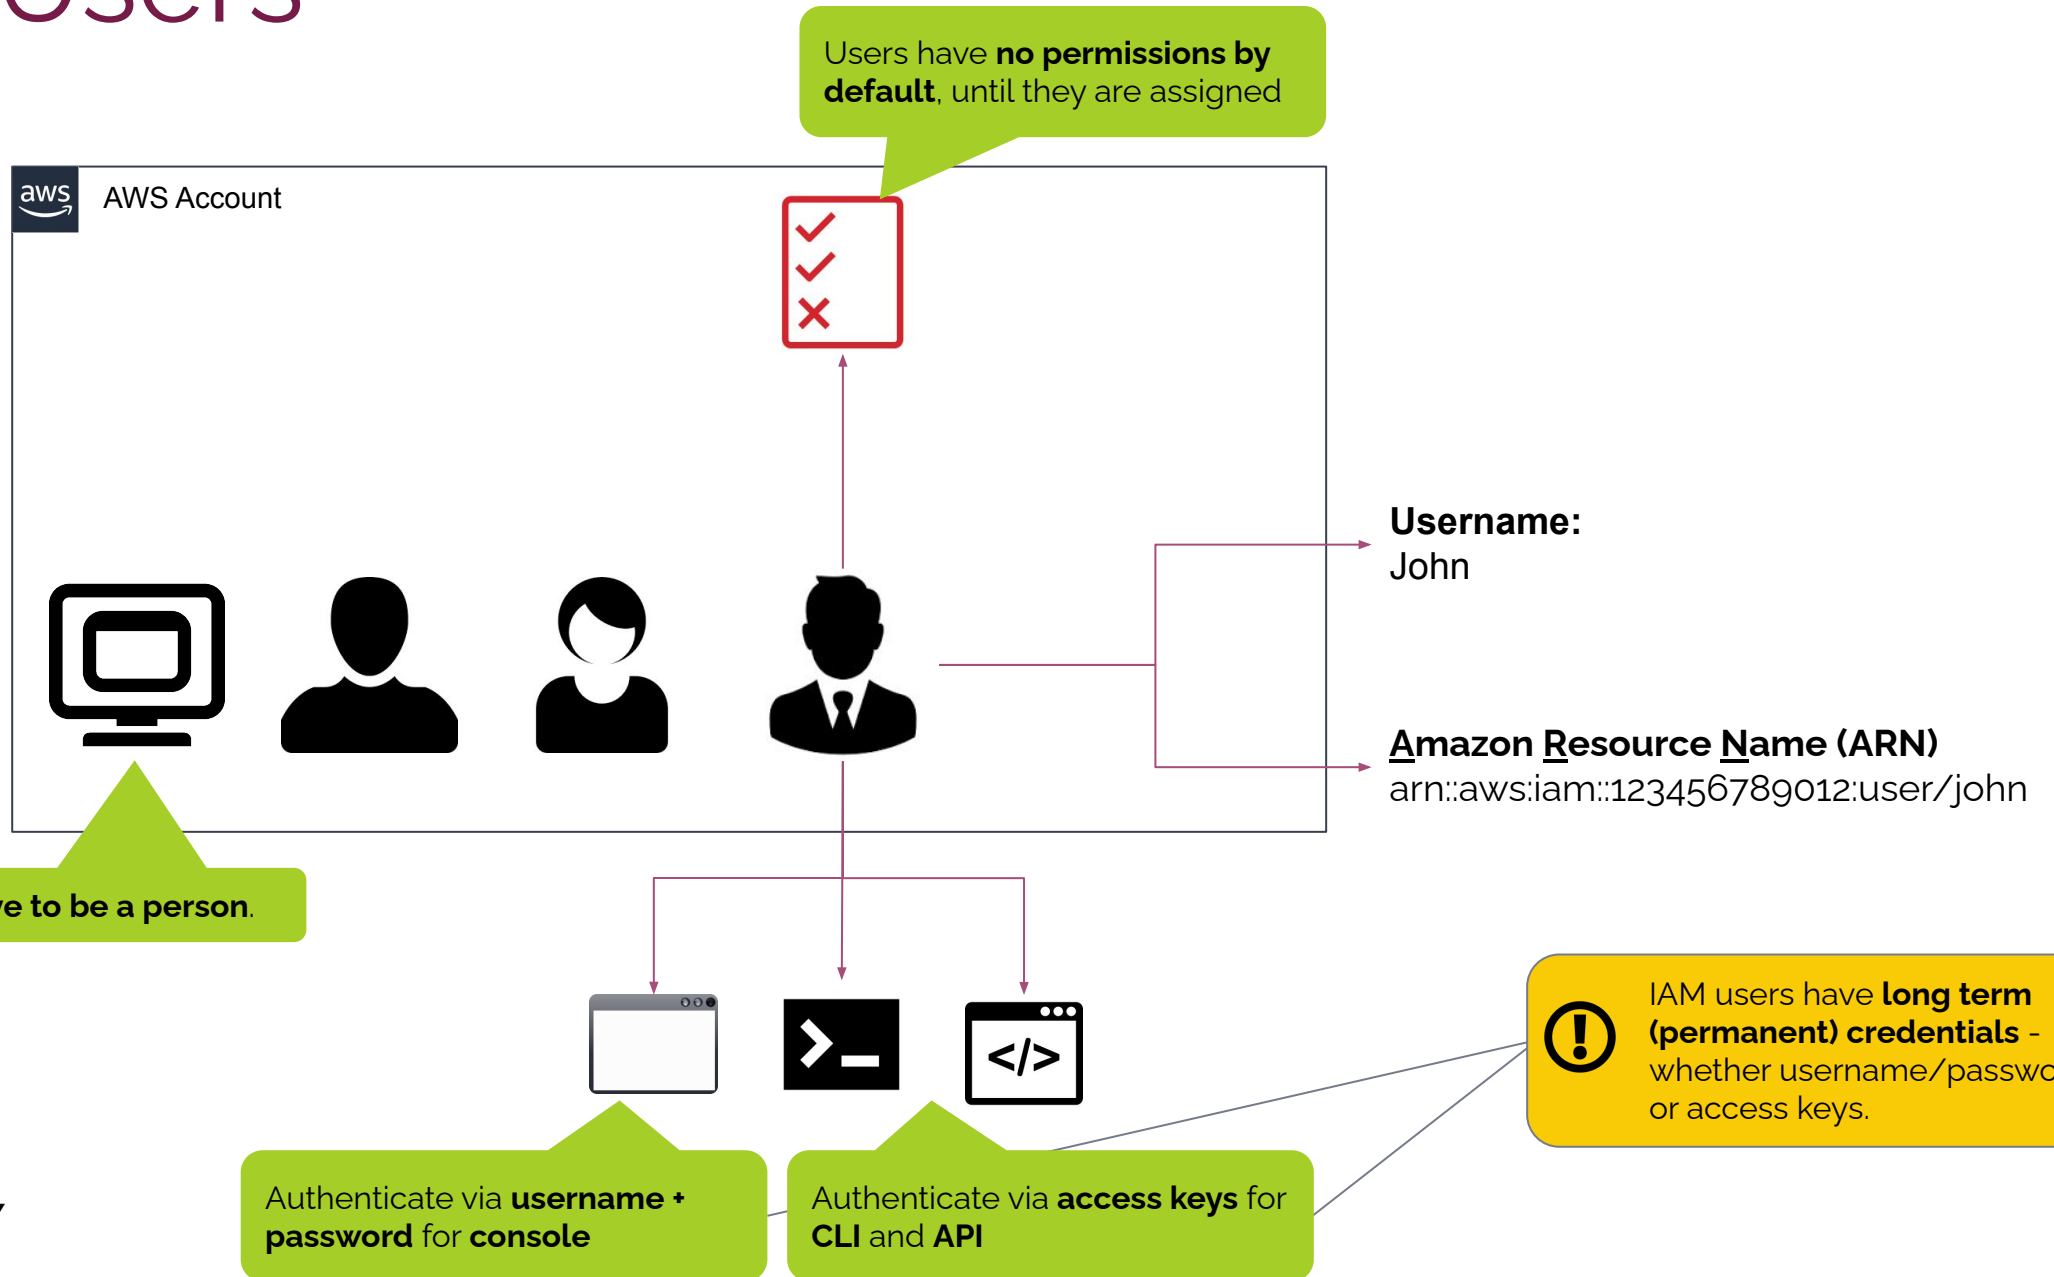 Users
Users have no permissions by
default, until they are assigned
aws
AWS Account
Username:
John
Amazon Resource Name (ARN)
arn::aws:iam::123456789012:user/john
to be a person.
>_
</>
IAM users have long term
(permanent) credentials -
whether username/passwo
or access keys.
Authenticate via username +
password for console
Authenticate via access keys for
CLI and API